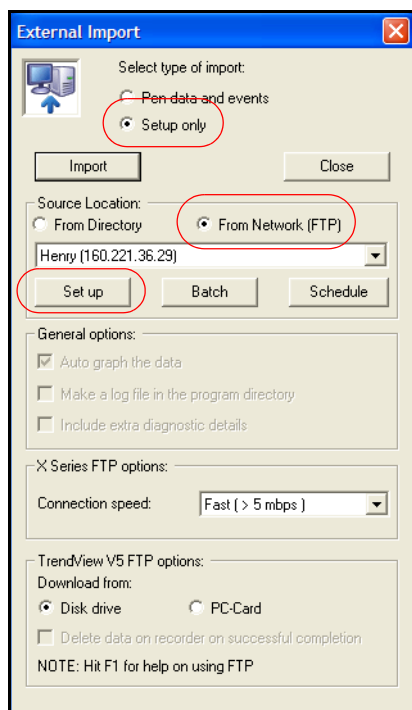 External Import
Select type of import:
Pen data and events
Setup only
Import Close
Source Location:
From Directory From Network (FTP)
Henry (160.221.36.29)
Set up Batch Schedule
General options:
Auto graph the data
Make a log file in the program directory
Include extra diagnostic details
X Series FTP options:
Connection speed: Fast ( > 5 mbps )
TrendView V5 FTP options:
Download from:
Disk drive PC-Card
Delete data on recorder on successful completion
NOTE: Hit F1 for help on using FTP